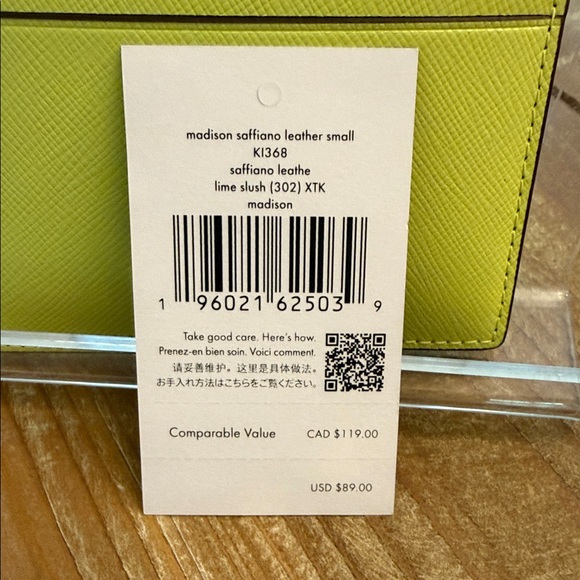 madison saffiano leather small
KI368
saffiano leathe
lime slush (302) XTK
madison
1 96021 62503 9
Take good care. Here's how.
Prenez-en bien soin. Voici comment.
请妥善维护。这里是具体做法。
お手入れ方法はこちらをご覧ください。
Comparable Value CAD $119.00
USD $89.00